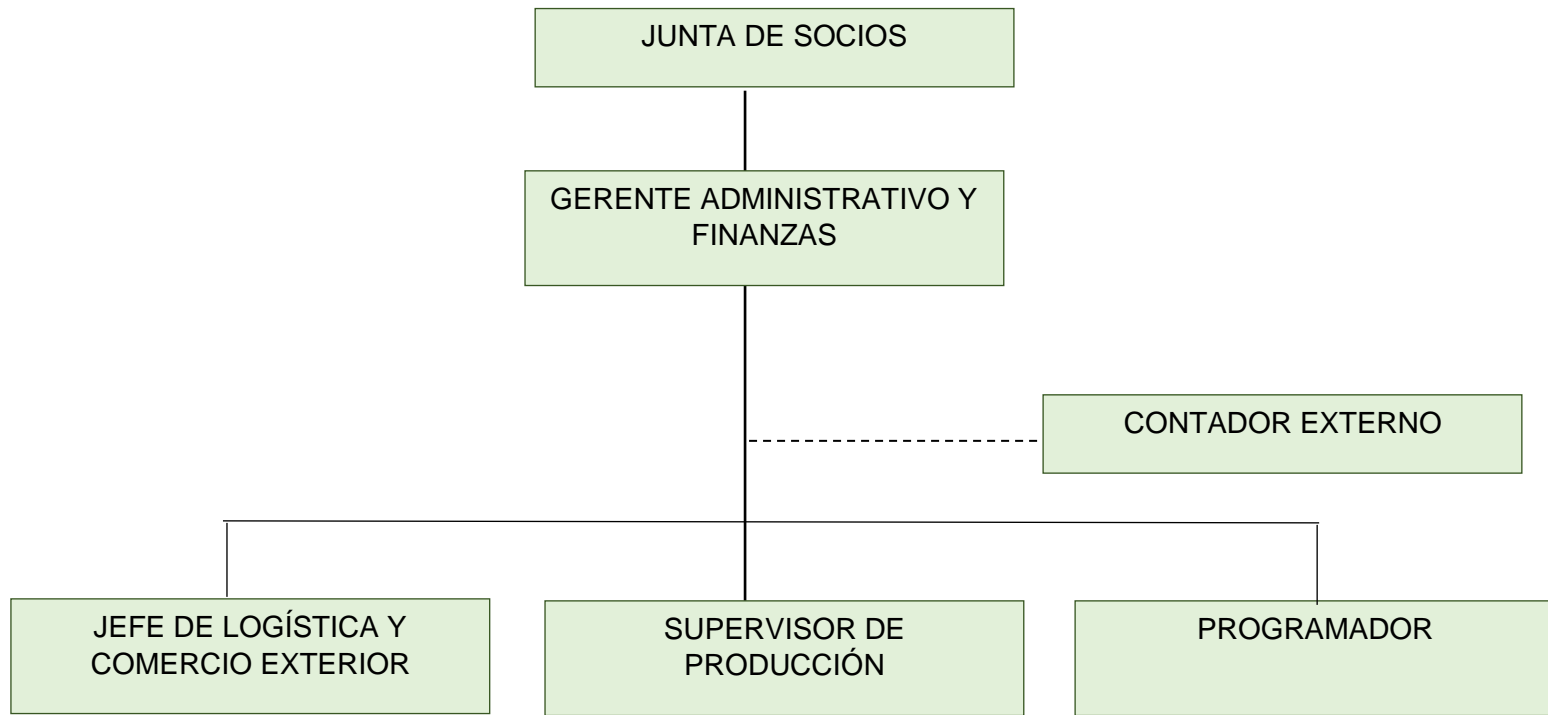 JUNTA DE SOCIOS
GERENTE ADMINISTRATIVO Y
FINANZAS
CONTADOR EXTERNO
JEFE DE LOGÍSTICA Y
COMERCIO EXTERIOR
SUPERVISOR DE
PRODUCCIÓN
PROGRAMADOR